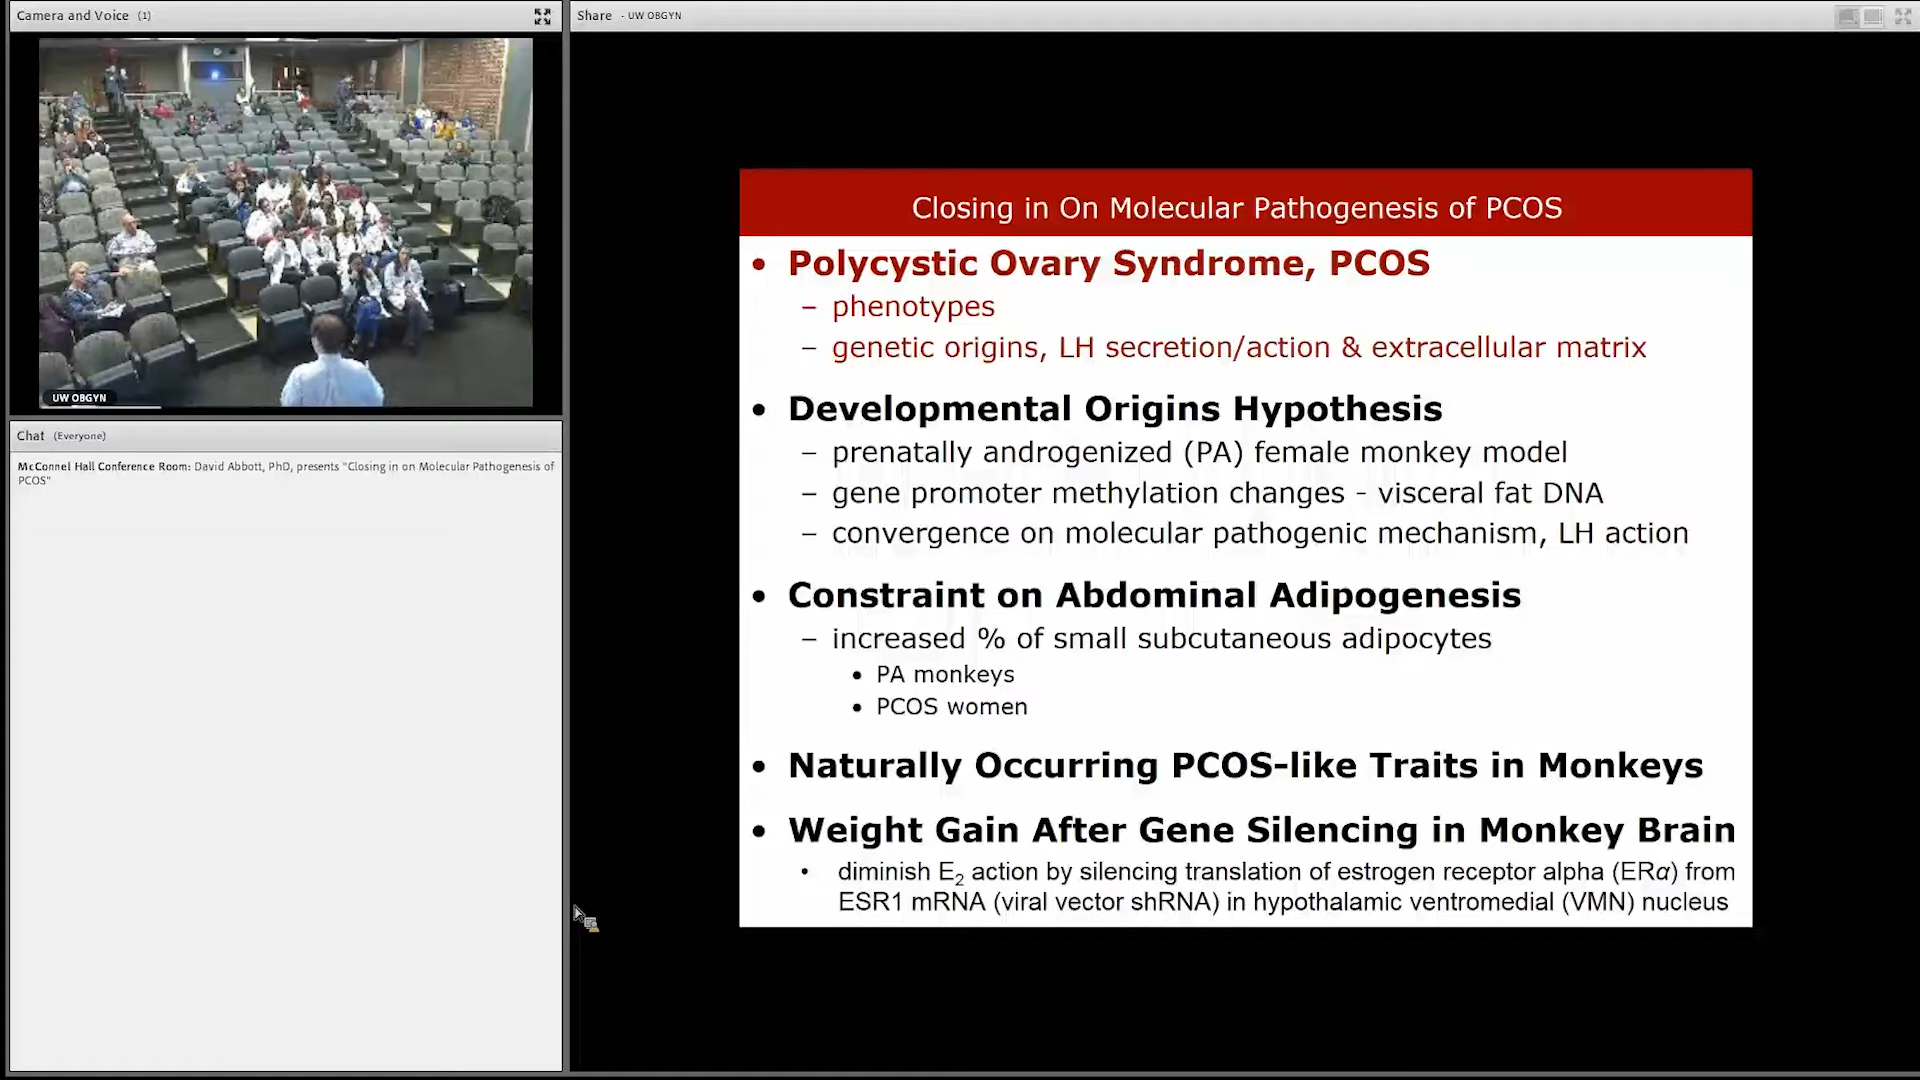 Camera and Voice (1)
UW OBGYN
Chat (Everyone)
McConnel Hall Conference Room: David Abbott, PhD, presents "Closing in on Molecular Pathogenesis of
PCOS"
Share - UW OBGYN
Closing in On Molecular Pathogenesis of PCOS
• Polycystic Ovary Syndrome, PCOS
– phenotypes
– genetic origins, LH secretion/action & extracellular matrix
• Developmental Origins Hypothesis
– prenatally androgenized (PA) female monkey model
– gene promoter methylation changes - visceral fat DNA
– convergence on molecular pathogenic mechanism, LH action
• Constraint on Abdominal Adipogenesis
– increased % of small subcutaneous adipocytes
• PA monkeys
• PCOS women
• Naturally Occurring PCOS-like Traits in Monkeys
• Weight Gain After Gene Silencing in Monkey Brain
• diminish E₂ action by silencing translation of estrogen receptor alpha (ERα) from
ESR1 mRNA (viral vector shRNA) in hypothalamic ventromedial (VMN) nucleus